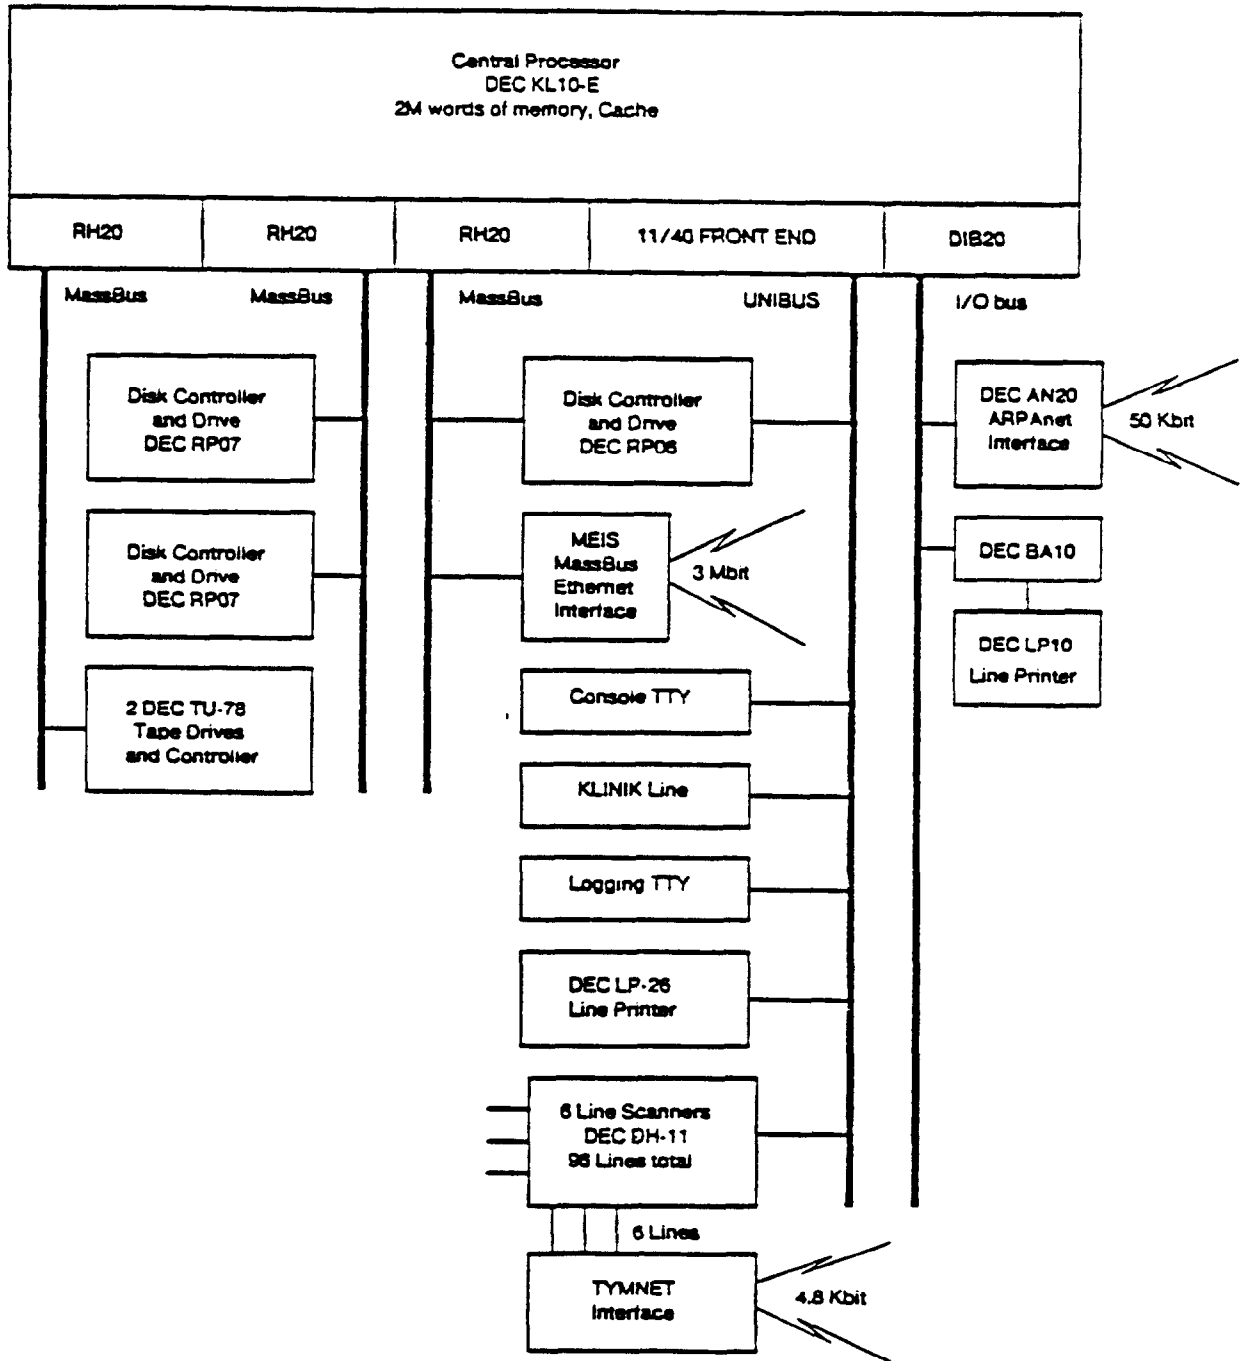 Central Processor
DEC KL10-E
2M words of memory, Cache
RH20
RH20
RH20
11/40 FRONT END
DIB20
MassBus
MassBus
MassBus
UNIBUS
I/O bus
Disk Controller
and Drive
DEC RP07
Disk Controller
and Drive
DEC RP06
DEC AN20
ARPAnet
Interface
50 Kbit
Disk Controller
and Drive
DEC RP07
MEIS
MassBus
Ethernet
Interface
3 Mbit
DEC BA10
DEC LP10
Line Printer
2 DEC TU-78
Tape Drives
and Controller
Console TTY
KLINIK Line
Logging TTY
DEC LP-26
Line Printer
6 Line Scanners
DEC DH-11
96 Lines total
6 Lines
TYMNET
Interface
4.8 Kbit